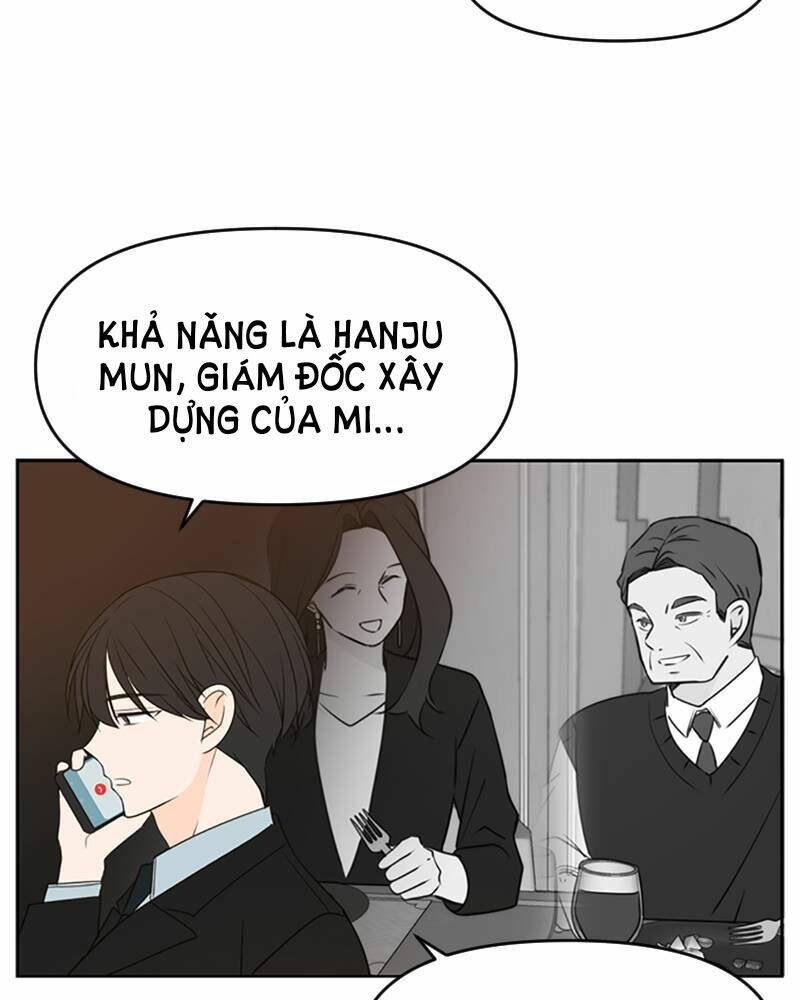 KHẢ NĂNG LÀ HANJU
MUN, GIÁM ĐỐC XÂY
DỰNG CỦA MI...